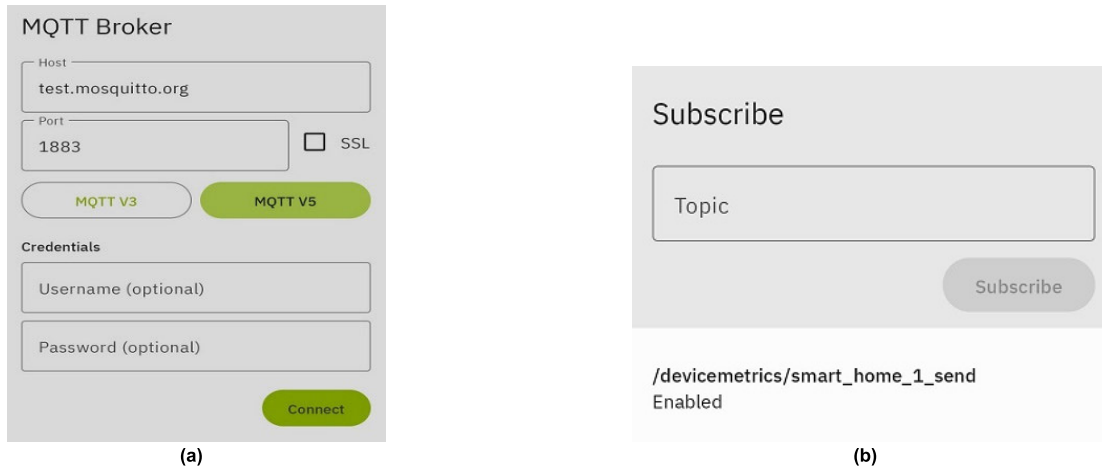 MQTT Broker
Host
test.mosquitto.org
Port
1883
SSL
MQTT V3
MQTT V5
Credentials
Username (optional)
Password (optional)
Connect
(a)
Subscribe
Topic
Subscribe
/devicemetrics/smart_home_1_send
Enabled
(b)